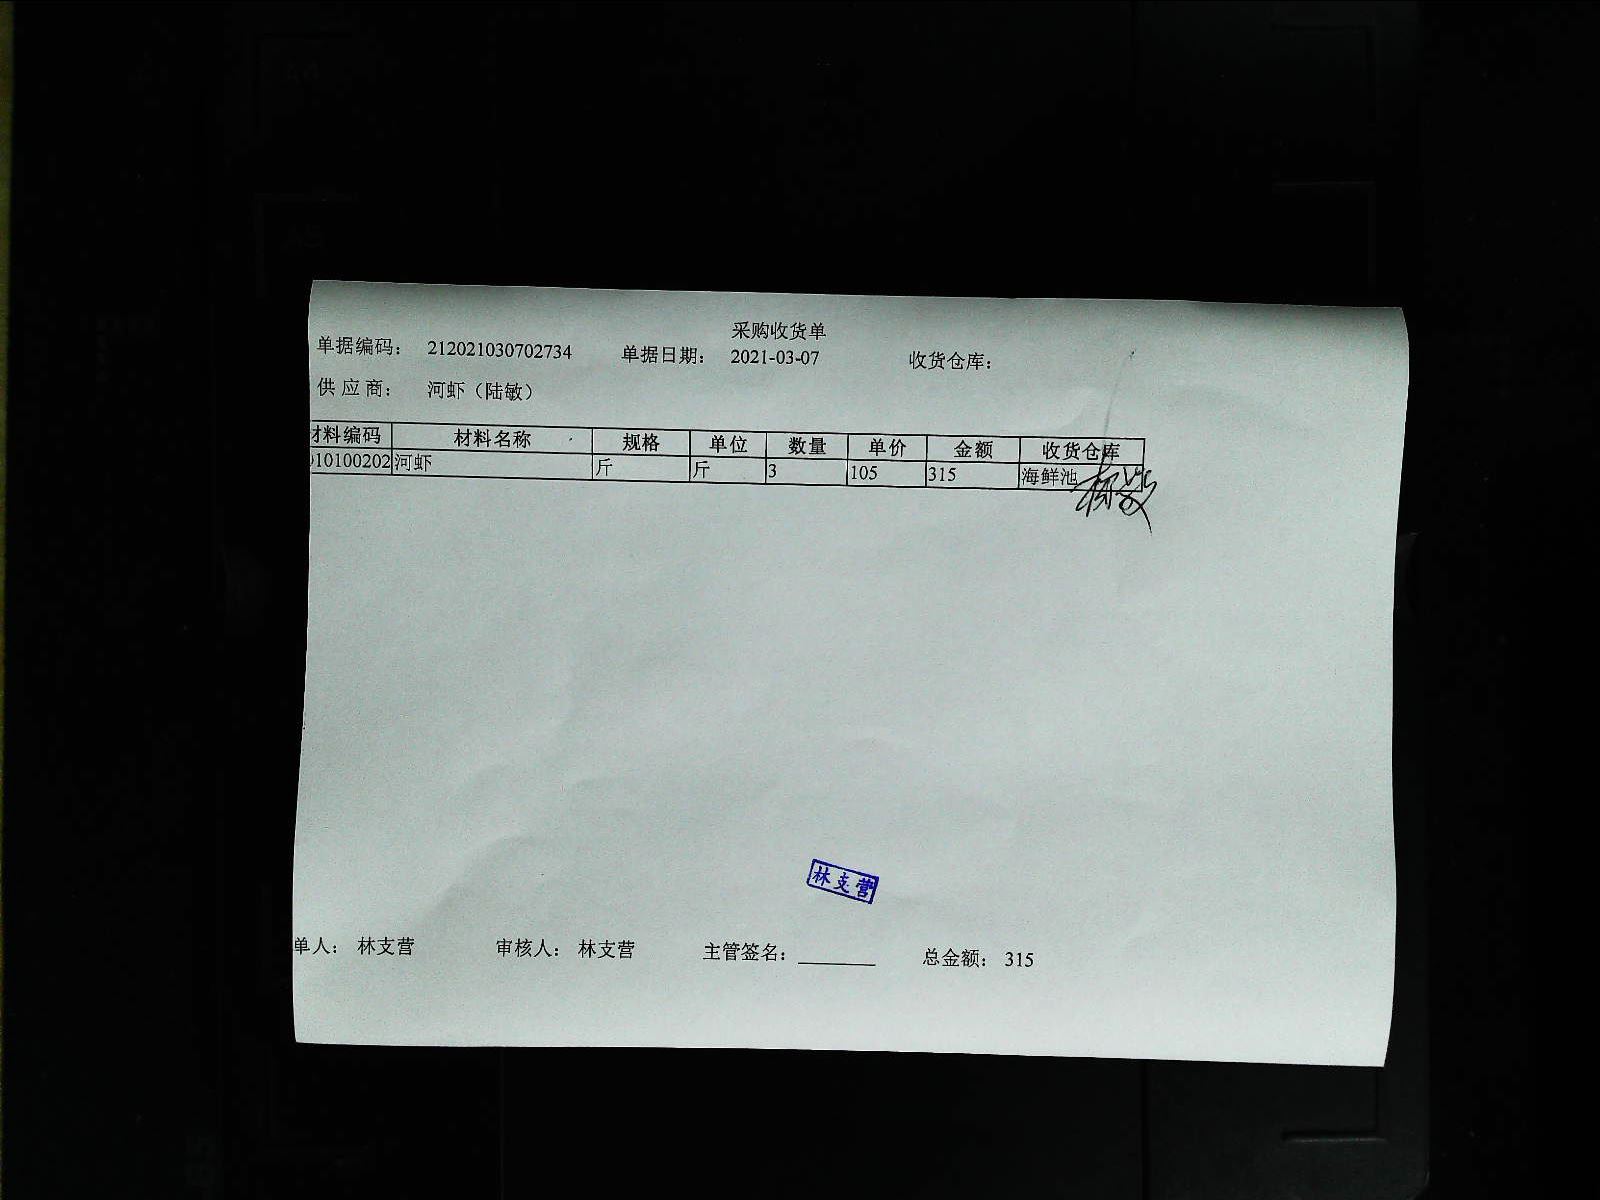 采购收货单
单据编码： 212021030702734 单据日期： 2021-03-07 收货仓库：
供 应 商： 河虾（陆敏）
材料编码 材料名称 规格 单位 数量 单价 金额 收货仓库
10100202 河虾 斤 斤 3 105 315 海鲜池
林支营
单人： 林支营 审核人： 林支营 主管签名： 总金额： 315